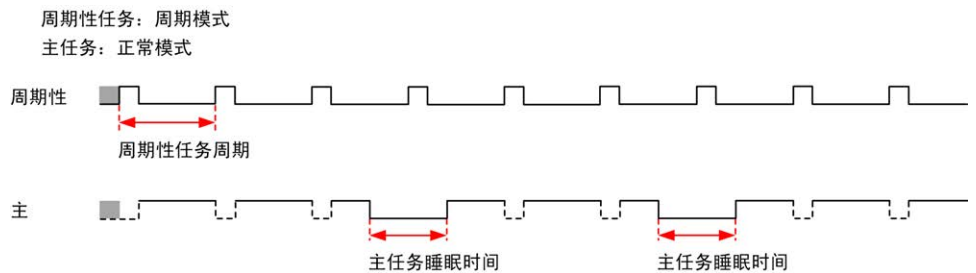 周期性任务：周期模式
主任务：正常模式
周期性
周期性任务周期
主
主任务睡眠时间
主任务睡眠时间